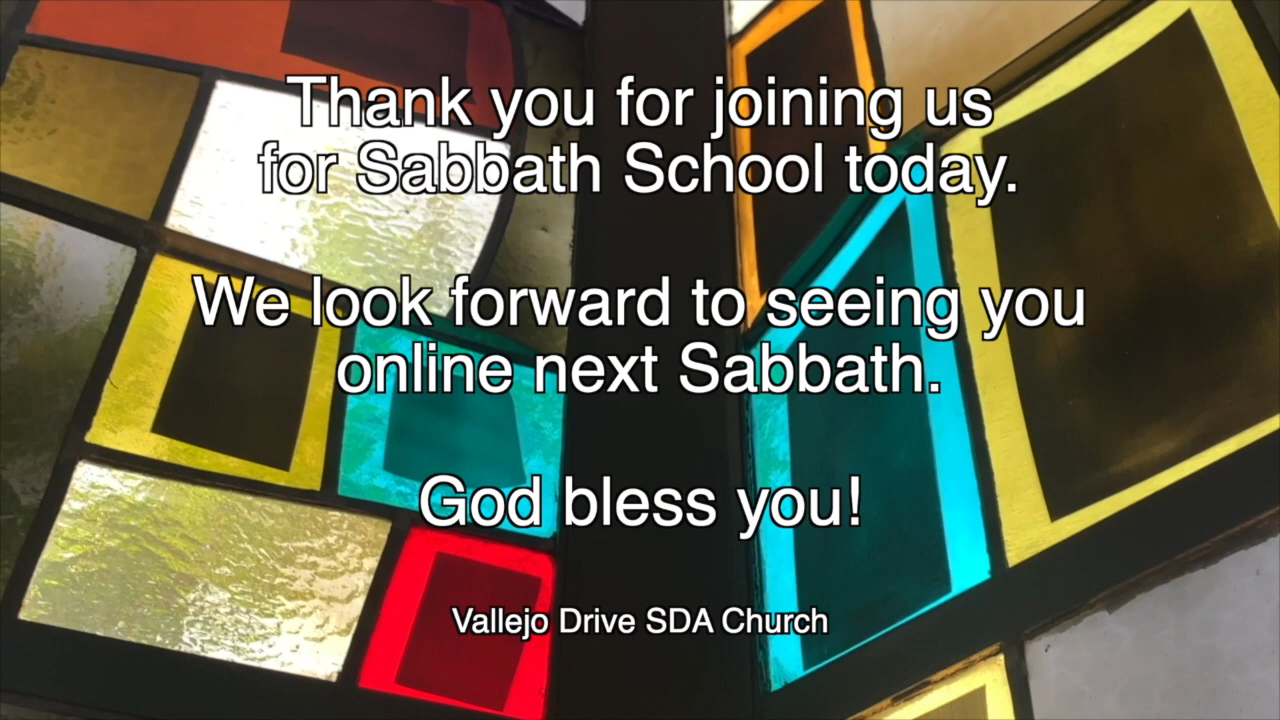 Thank you for joining us
for Sabbath School today.
We look forward to seeing you
online next Sabbath.
God bless you!
Vallejo Drive SDA Church